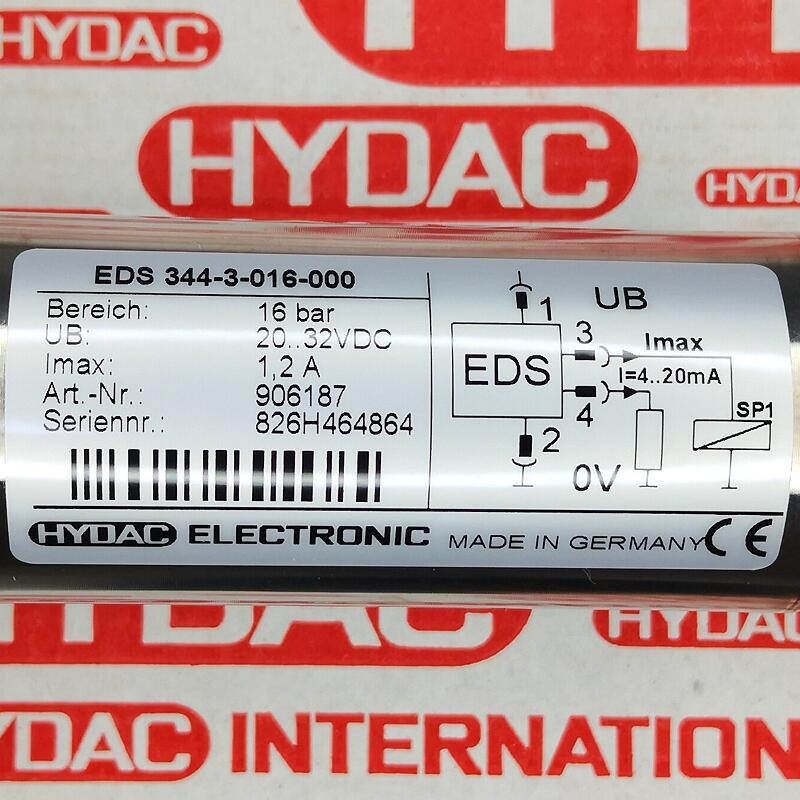 HYDAC
HYDAC
HYD
EDS 344-3-016-000
Bereich: 16 bar
UB: 20..32VDC
Imax: 1,2 A
Art.-Nr.: 906187
Seriennr.: 826H464864
1 UB
EDS
3 Imax
I=4..20mA
4
SP1
2
0V
HYDAC ELECTRONIC MADE IN GERMANY CE
HYDAC
HYDAC
HYDAC INTERNATION